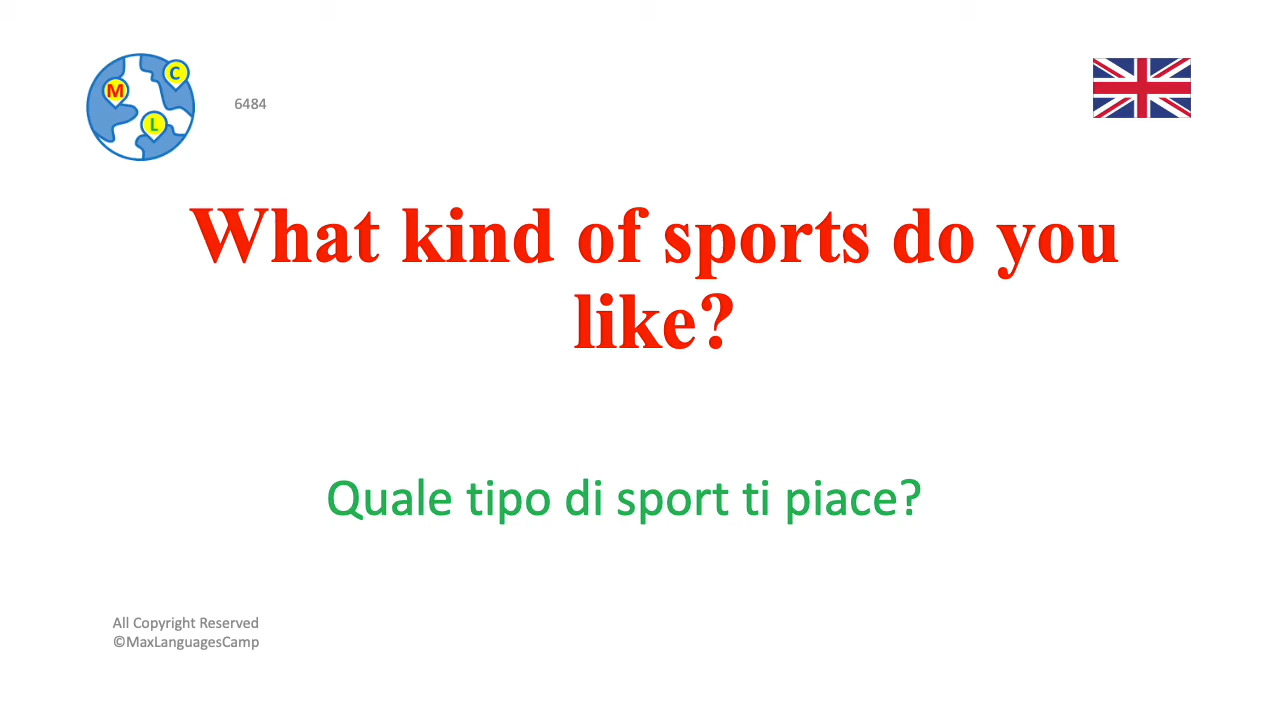 M
C
L
6484
What kind of sports do you
like?
Quale tipo di sport ti piace?
All Copyright Reserved
©MaxLanguagesCamp